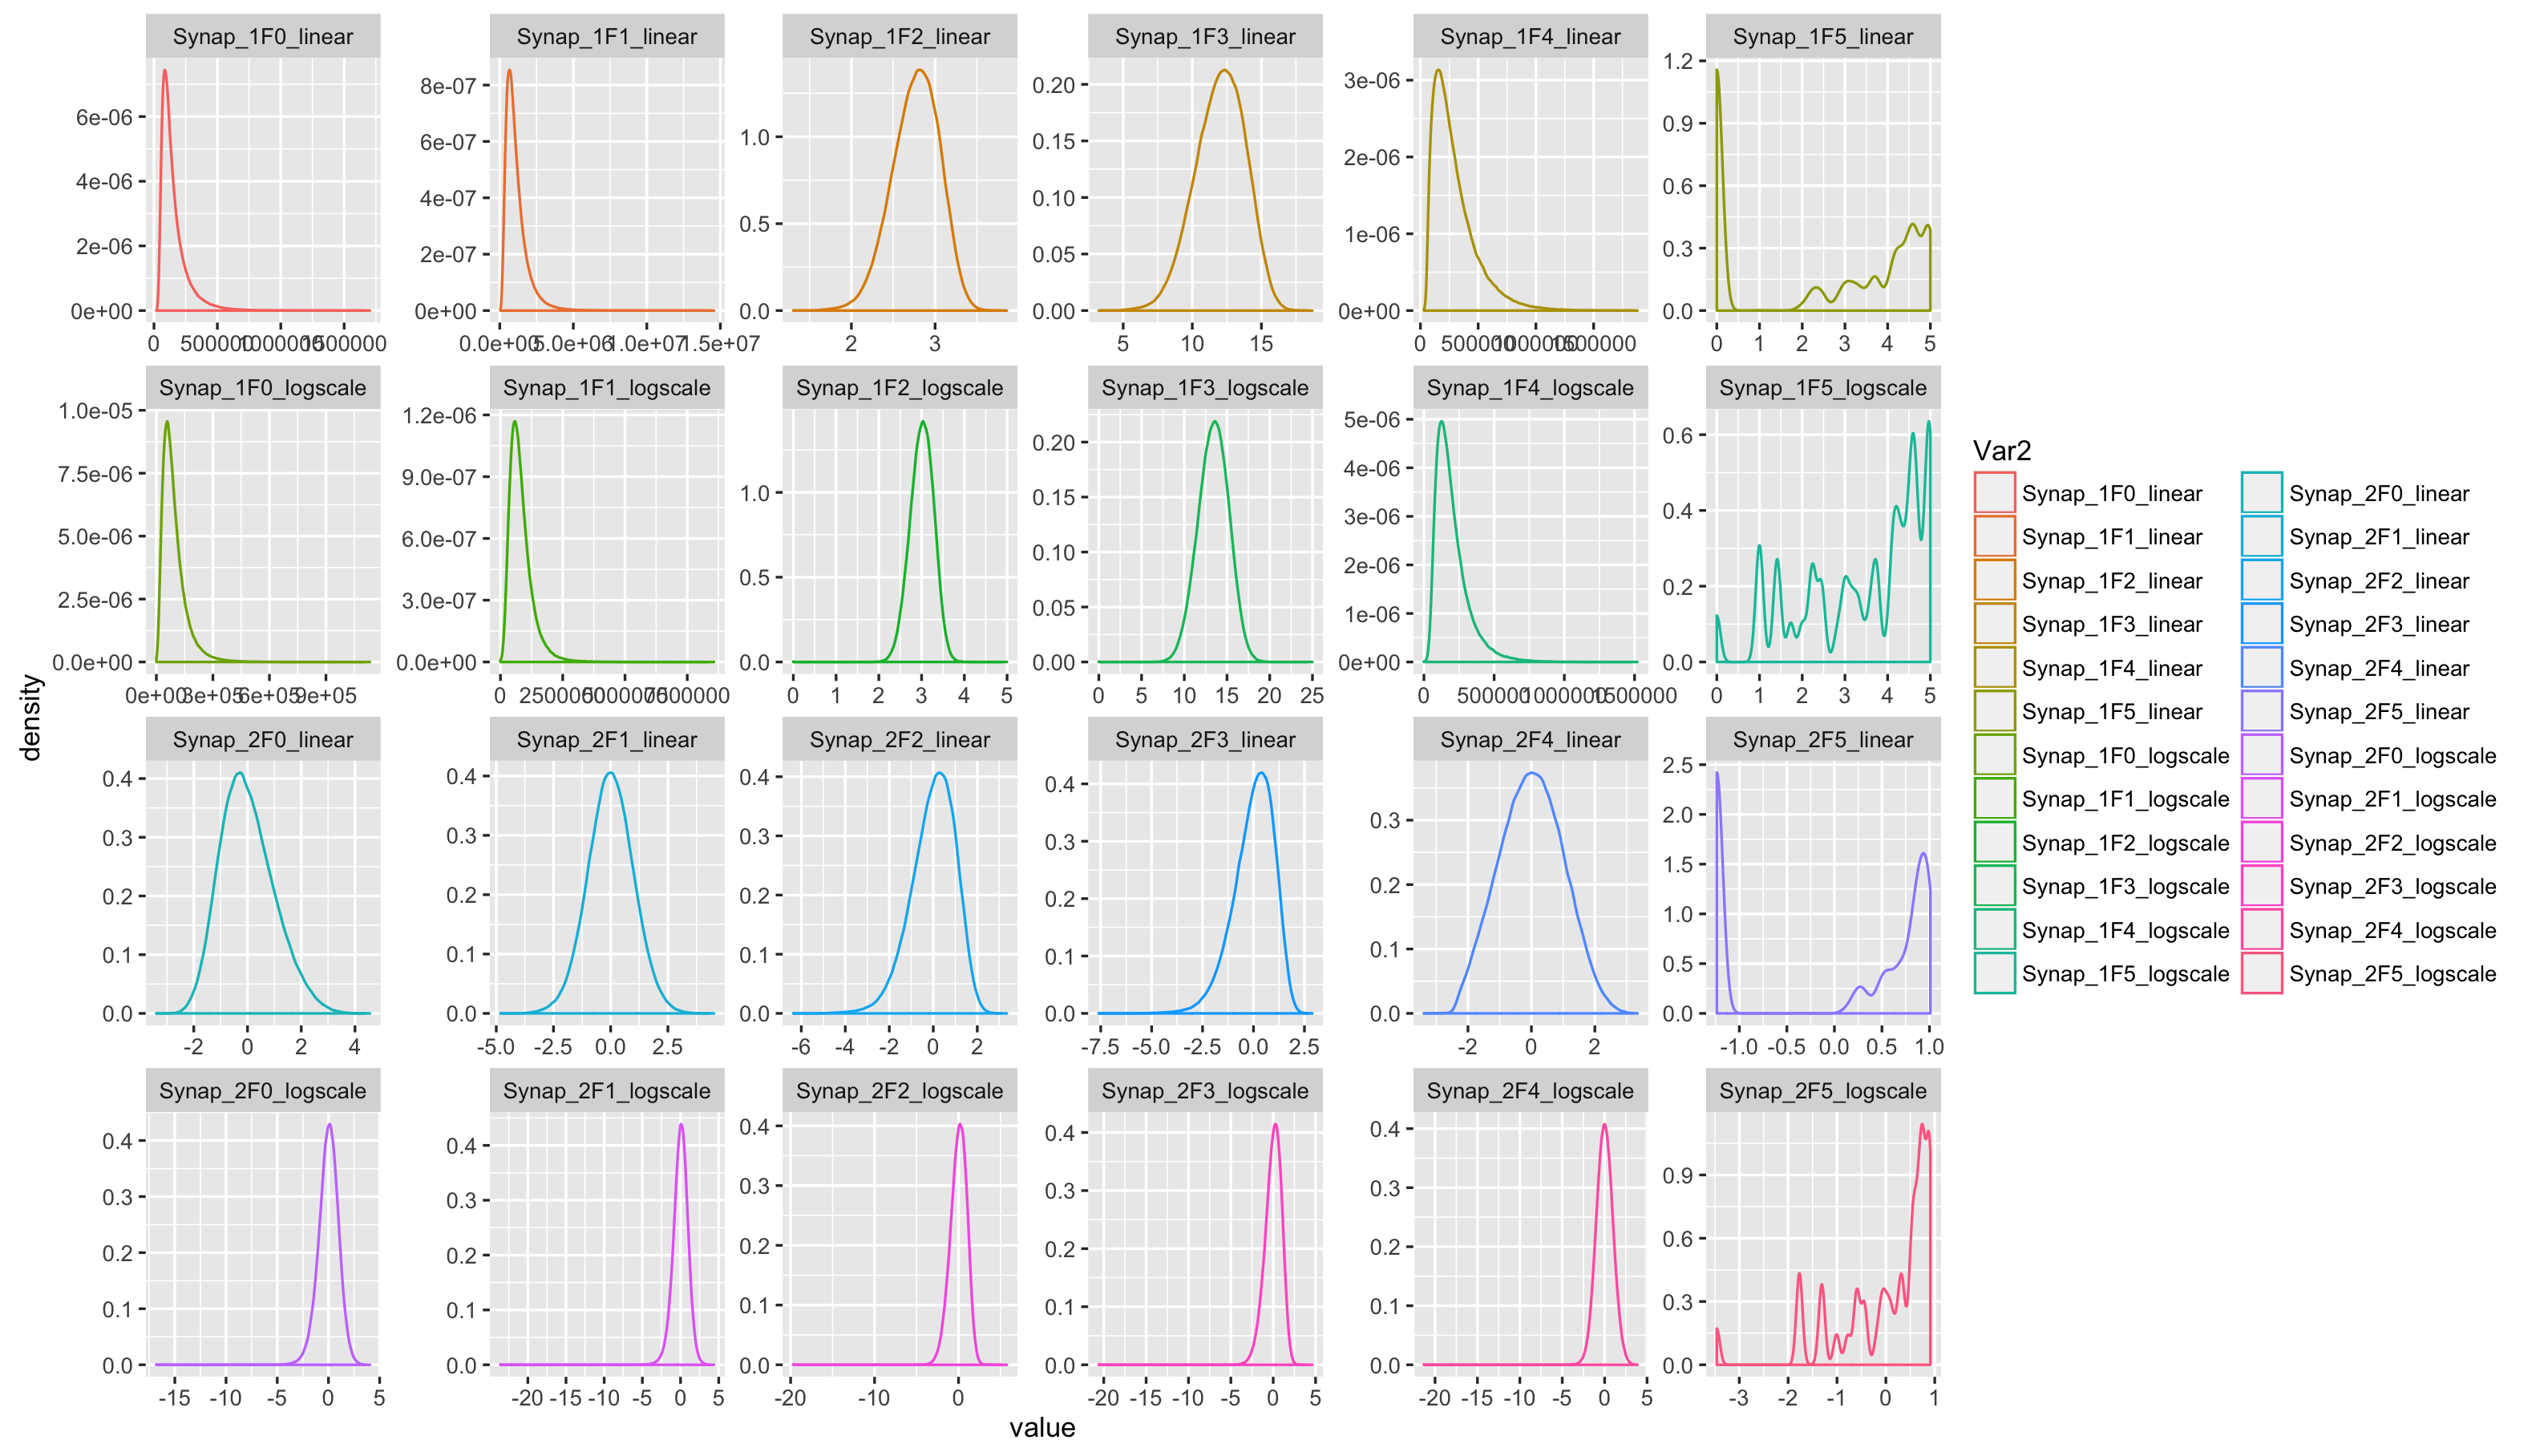 Synap_1F0_linear Synap_1F1_linear Synap_1F2_linear Synap_1F3_linear Synap_1F4_linear Synap_1F5_linear
6e-06
4e-06
2e-06
0e+00
0 500000 1000000 1500000
8e-07
6e-07
4e-07
2e-07
0e+00
0.0e+00 5.0e+06 1.0e+07 1.5e+07
1.0
0.5
0.0
2 3
0.20
0.15
0.10
0.05
0.00
5 10 15
3e-06
2e-06
1e-06
0e+00
0 500000 1000000 1500000
1.2
0.9
0.6
0.3
0.0
0 1 2 3 4 5
Synap_1F0_logscale Synap_1F1_logscale Synap_1F2_logscale Synap_1F3_logscale Synap_1F4_logscale Synap_1F5_logscale
1.0e-05
7.5e-06
5.0e-06
2.5e-06
0.0e+00
0e+00 3e+05 6e+05 9e+05
1.2e-06
9.0e-07
6.0e-07
3.0e-07
0.0e+00
0 2500000 5000000 7500000
1.0
0.5
0.0
0 1 2 3 4 5
0.20
0.15
0.10
0.05
0.00
0 5 10 15 20 25
5e-06
4e-06
3e-06
2e-06
1e-06
0e+00
0 500000 1000000 1500000
0.6
0.4
0.2
0.0
0 1 2 3 4 5
Synap_2F0_linear Synap_2F1_linear Synap_2F2_linear Synap_2F3_linear Synap_2F4_linear Synap_2F5_linear
0.4
0.3
0.2
0.1
0.0
-2 0 2 4
0.4
0.3
0.2
0.1
0.0
-5.0 -2.5 0.0 2.5
0.4
0.3
0.2
0.1
0.0
-6 -4 -2 0 2
0.4
0.3
0.2
0.1
0.0
-7.5 -5.0 -2.5 0.0 2.5
0.3
0.2
0.1
0.0
-2 0 2
2.5
2.0
1.5
1.0
0.5
0.0
-1.0 -0.5 0.0 0.5 1.0
Synap_2F0_logscale Synap_2F1_logscale Synap_2F2_logscale Synap_2F3_logscale Synap_2F4_logscale Synap_2F5_logscale
0.4
0.3
0.2
0.1
0.0
-15 -10 -5 0 5
0.4
0.3
0.2
0.1
0.0
-20 -15 -10 -5 0 5
0.4
0.3
0.2
0.1
0.0
-20 -10 0
0.4
0.3
0.2
0.1
0.0
-20 -15 -10 -5 0 5
0.4
0.3
0.2
0.1
0.0
-20 -15 -10 -5 0 5
0.9
0.6
0.3
0.0
-3 -2 -1 0 1
density
value
Var2
Synap_1F0_linear
Synap_1F1_linear
Synap_1F2_linear
Synap_1F3_linear
Synap_1F4_linear
Synap_1F5_linear
Synap_1F0_logscale
Synap_1F1_logscale
Synap_1F2_logscale
Synap_1F3_logscale
Synap_1F4_logscale
Synap_1F5_logscale
Synap_2F0_linear
Synap_2F1_linear
Synap_2F2_linear
Synap_2F3_linear
Synap_2F4_linear
Synap_2F5_linear
Synap_2F0_logscale
Synap_2F1_logscale
Synap_2F2_logscale
Synap_2F3_logscale
Synap_2F4_logscale
Synap_2F5_logscale